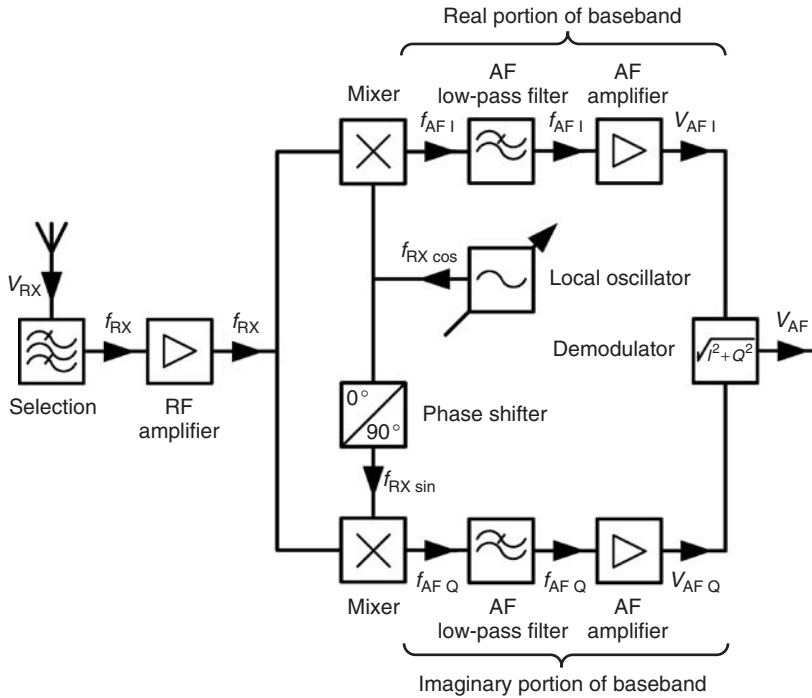 Real portion of baseband
Mixer
AF
low-pass filter
AF
amplifier
f_AF I
f_AF I
V_AF I
V_RX
f_RX
f_RX
f_RX cos
Local oscillator
Selection
RF
amplifier
0°
90°
Phase shifter
Demodulator
√I²+Q²
V_AF
f_RX sin
f_AF Q
f_AF Q
V_AF Q
Mixer
AF
low-pass filter
AF
amplifier
Imaginary portion of baseband